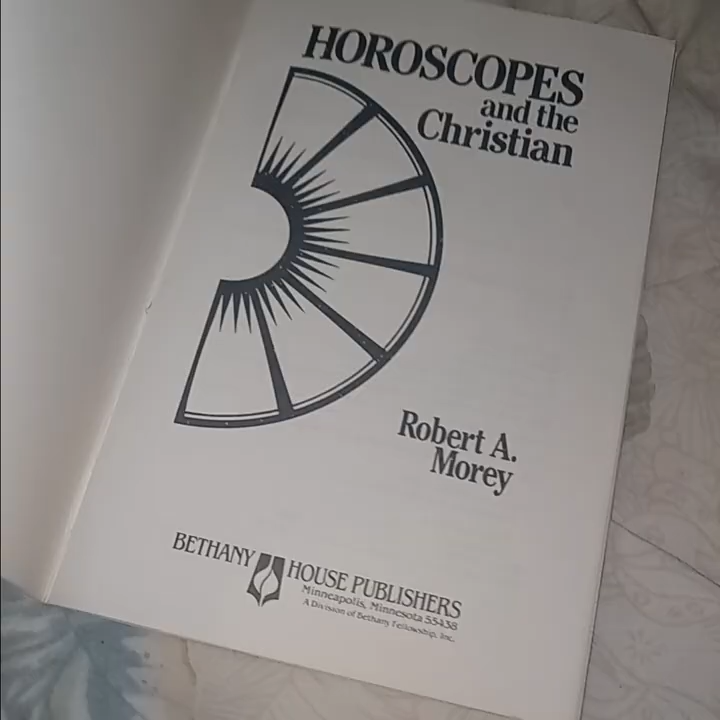 HOROSCOPES
and the
Christian
Robert A.
Morey
BETHANY HOUSE PUBLISHERS
Minneapolis, Minnesota 55438
A Division of Bethany Fellowship, Inc.